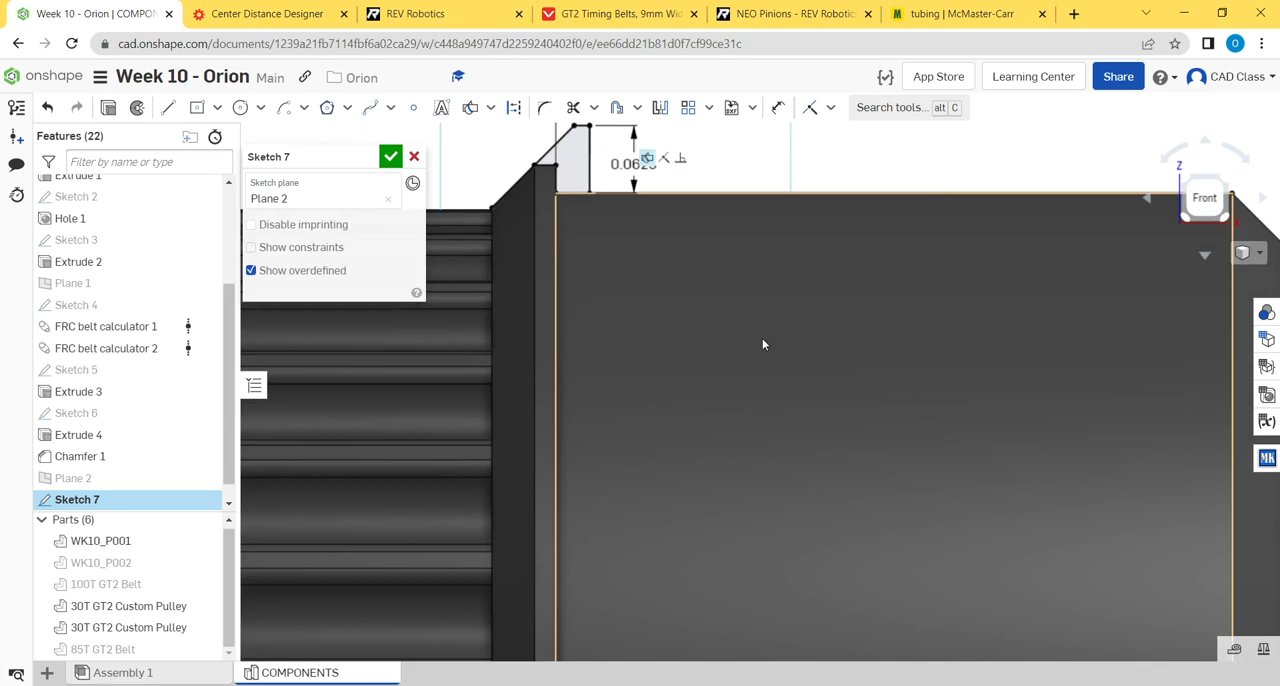 Week 10 - Orion | COMPON
Center Distance Designer
REV Robotics
GT2 Timing Belts, 9mm Wid
NEO Pinions - REV Robotic
tubing | McMaster-Carr
cad.onshape.com/documents/1239a21fb7114fbf6a02ca29/w/c448a949747d3259240402f0/e/ee66dd21b81d0f7cf99ce31c
onshape
Week 10 - Orion Main Orion
App Store
Learning Center
Share
CAD Class
Search tools... alt C
Features (22)
Filter by name or type
Extrude 1
Sketch 2
Hole 1
Sketch 3
Extrude 2
Plane 1
Sketch 4
FRC belt calculator 1
FRC belt calculator 2
Sketch 5
Extrude 3
Sketch 6
Extrude 4
Chamfer 1
Plane 2
Sketch 7
Parts (6)
WK10_P001
WK10_P002
100T GT2 Belt
30T GT2 Custom Pulley
30T GT2 Custom Pulley
85T GT2 Belt
Sketch 7
Sketch plane
Plane 2
Disable imprinting
Show constraints
Show overdefined
0.0625
Z
Front
MK
Assembly 1
COMPONENTS